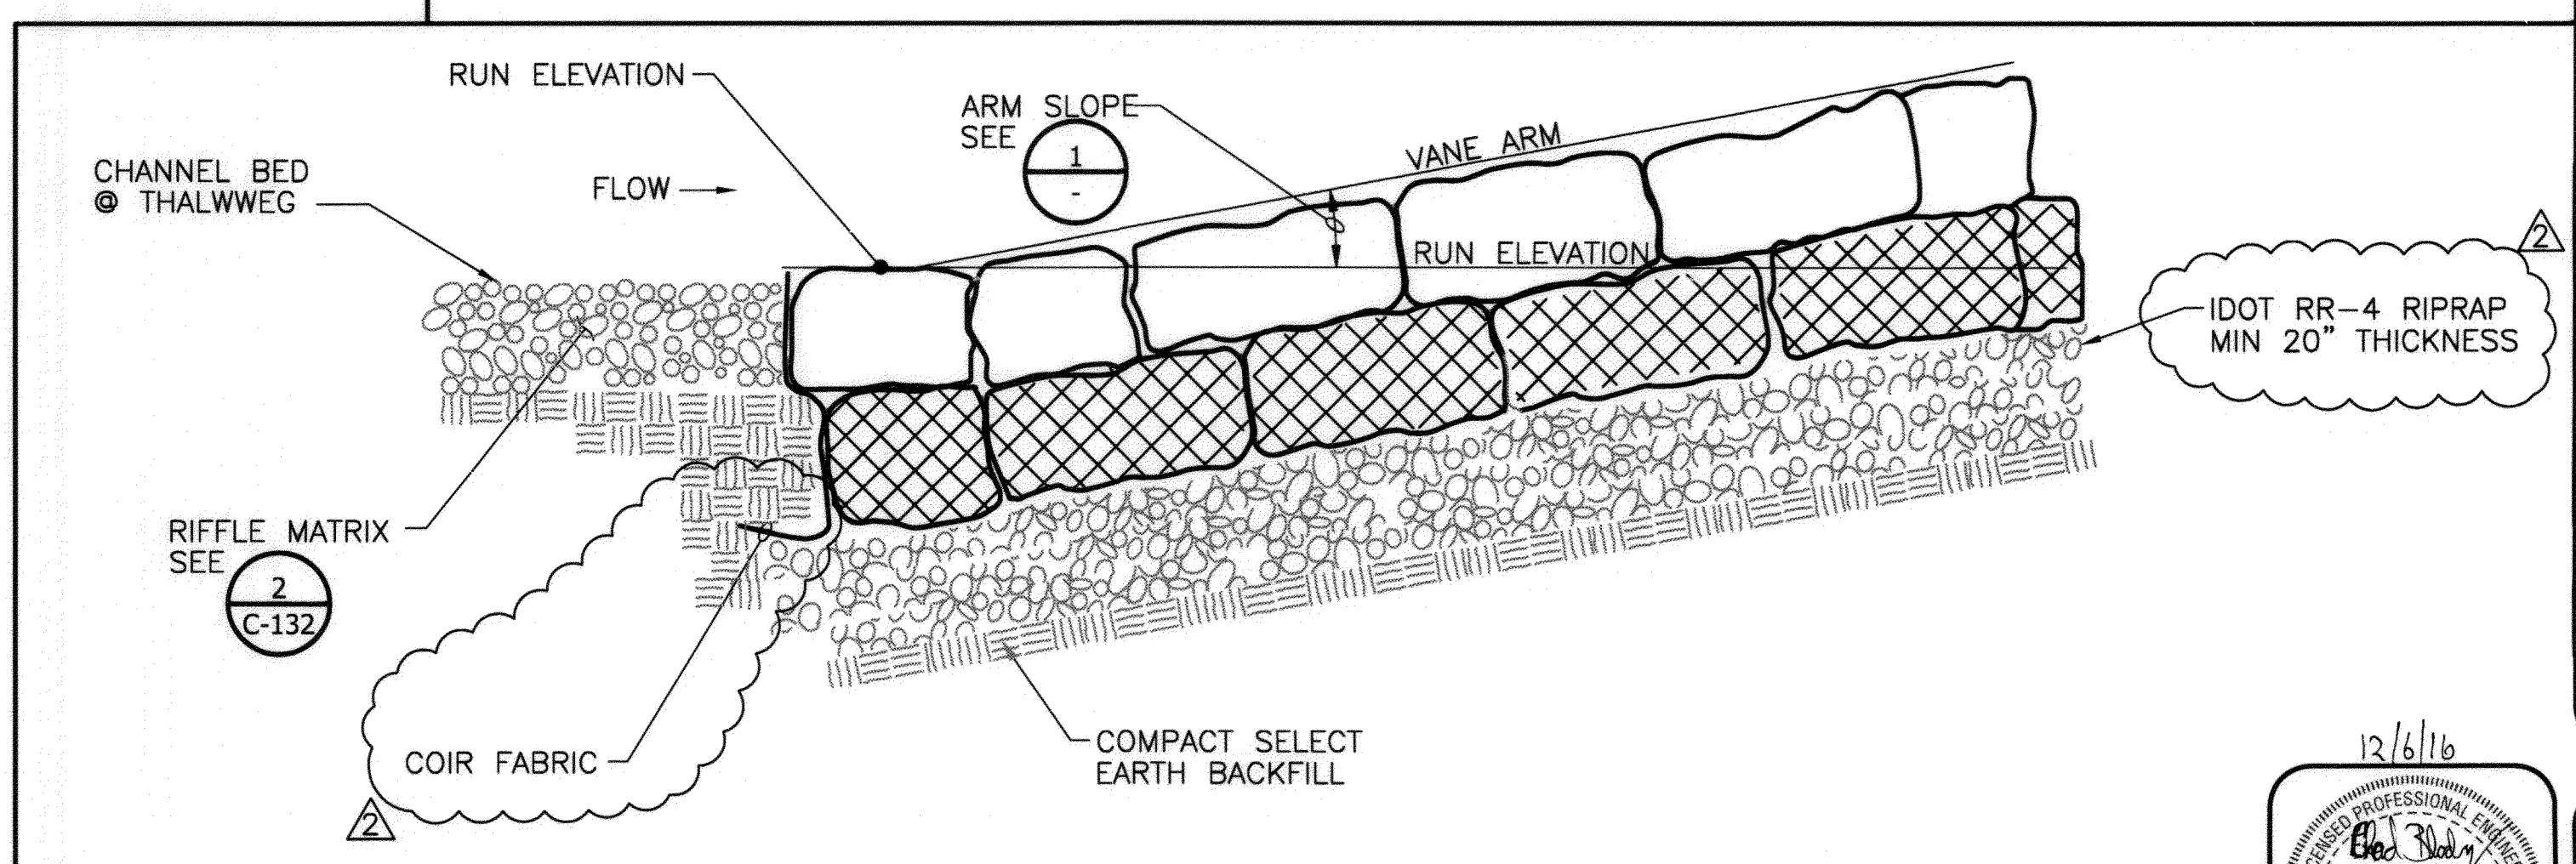 RUN ELEVATION
ARM SLOPE
SEE
1
-
VANE ARM
CHANNEL BED
@ THALWWEG
FLOW
RUN ELEVATION
2
IDOT RR-4 RIPRAP
MIN 20" THICKNESS
RIFFLE MATRIX
SEE
2
C-132
COIR FABRIC
2
COMPACT SELECT
EARTH BACKFILL
12/6/16
PROFESSIONAL